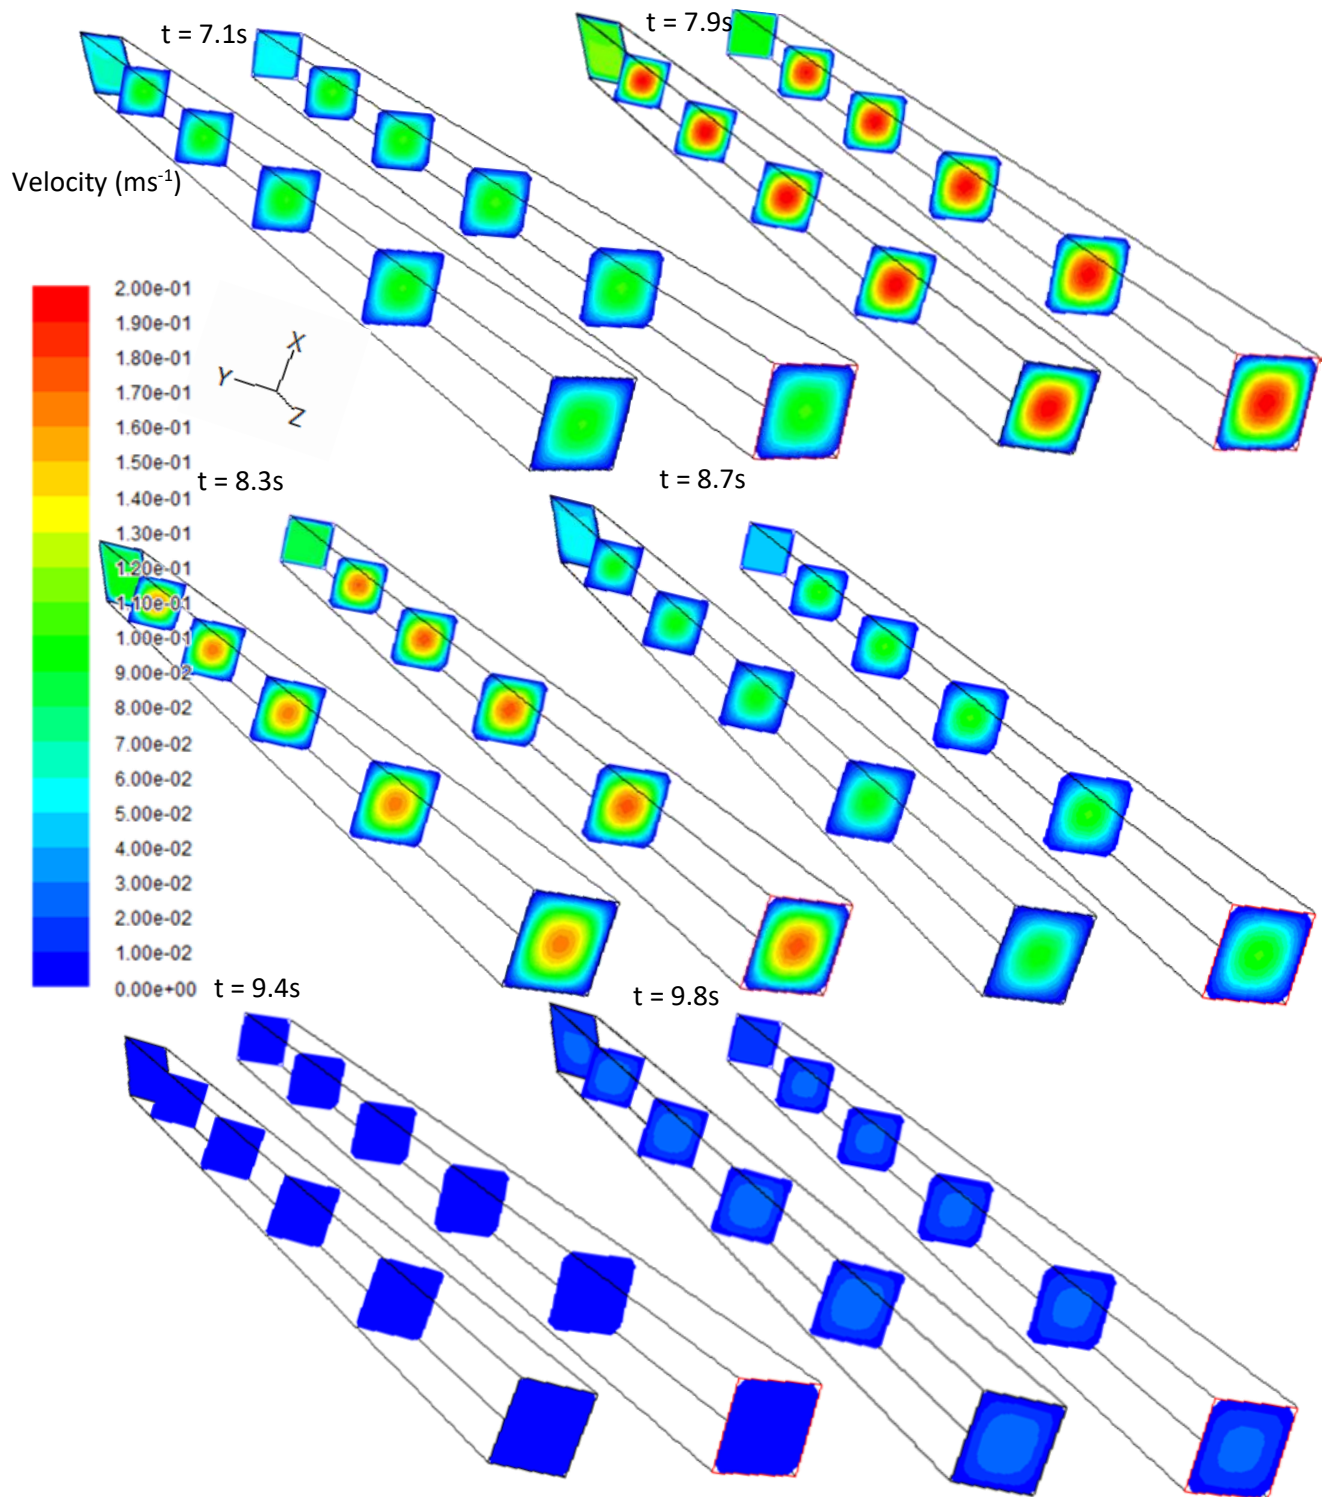 t = 7.1s
t = 7.9s
Velocity (ms-1)
2.00e-01
1.90e-01
1.80e-01
1.70e-01
1.60e-01
1.50e-01
1.40e-01
1.30e-01
1.20e-01
1.10e-01
1.00e-01
9.00e-02
8.00e-02
7.00e-02
6.00e-02
5.00e-02
4.00e-02
3.00e-02
2.00e-02
1.00e-02
0.00e+00
X
Y
Z
t = 8.3s
t = 8.7s
t = 9.4s
t = 9.8s